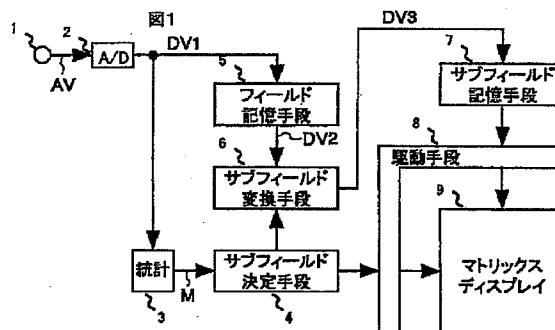 図1
DV3
1
2
A/D
DV1
AV
5
フィールド
記憶手段
7
サブフィールド
記憶手段
DV2
6
サブフィールド
変換手段
8
駆動手段
9
統計
M
サブフィールド
決定手段
マトリックス
ディスプレイ
3
4